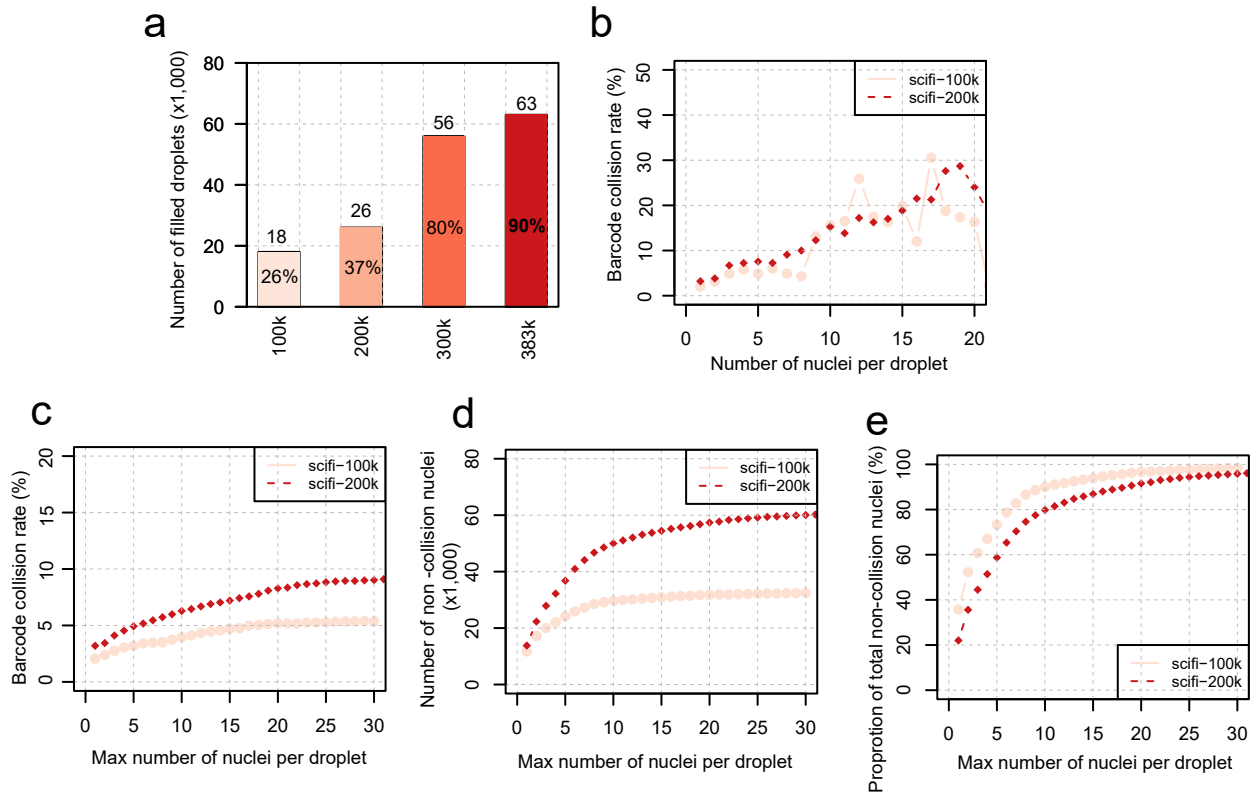 a
Number of filled droplets (x1,000)
80
60
40
20
0
18
26
56
63
26%
37%
80%
90%
100k
200k
300k
383k
b
Barcode collision rate (%)
50
40
30
20
10
0
scifi−100k
scifi−200k
0
5
10
15
20
Number of nuclei per droplet
c
Barcode collision rate (%)
20
15
10
5
0
scifi−100k
scifi−200k
0
5
10
15
20
25
30
Max number of nuclei per droplet
d
Number of non -collision nuclei
(x1,000)
80
60
40
20
0
scifi−100k
scifi−200k
0
5
10
15
20
25
30
Max number of nuclei per droplet
e
Proprotion of total non-collision nuclei (%)
100
80
60
40
20
0
scifi−100k
scifi−200k
0
5
10
15
20
25
30
Max number of nuclei per droplet